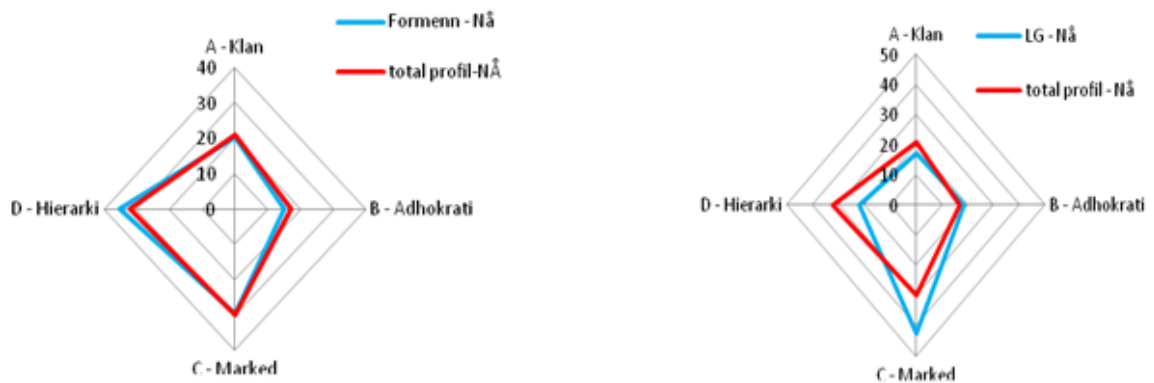 Formenn - Nå
A - Klan
total profil-NÅ
40
30
20
10
0
D - Hierarki
B - Adhokrati
C - Marked
LG - Nå
A - Klan
total profil - Nå
50
40
30
20
10
0
D - Hierarki
B - Adhokrati
C - Marked